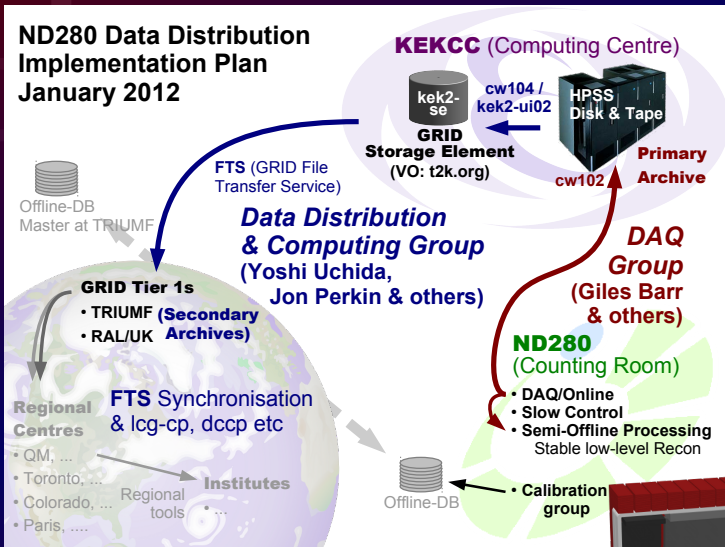 ND280 Data Distribution
Implementation Plan
January 2012
KEKCC (Computing Centre)
kek2-
se
cw104 /
kek2-ui02
HPSS
Disk & Tape
GRID
Storage Element
(VO: t2k.org)
cw102
Primary
Archive
FTS (GRID File
Transfer Service)
Offline-DB
Master at TRIUMF
Data Distribution
& Computing Group
(Yoshi Uchida,
Jon Perkin & others)
DAQ
Group
(Giles Barr
& others)
GRID Tier 1s
• TRIUMF
• RAL/UK
(Secondary
Archives)
ND280
(Counting Room)
• DAQ/Online
• Slow Control
• Semi-Offline Processing
Stable low-level Recon
FTS Synchronisation
& lcg-cp, dccp etc
Regional
Centres
• QM, ...
• Toronto, ...
• Colorado, ...
• Paris, ....
Regional
tools
Institutes
• ...
Offline-DB
• Calibration
group